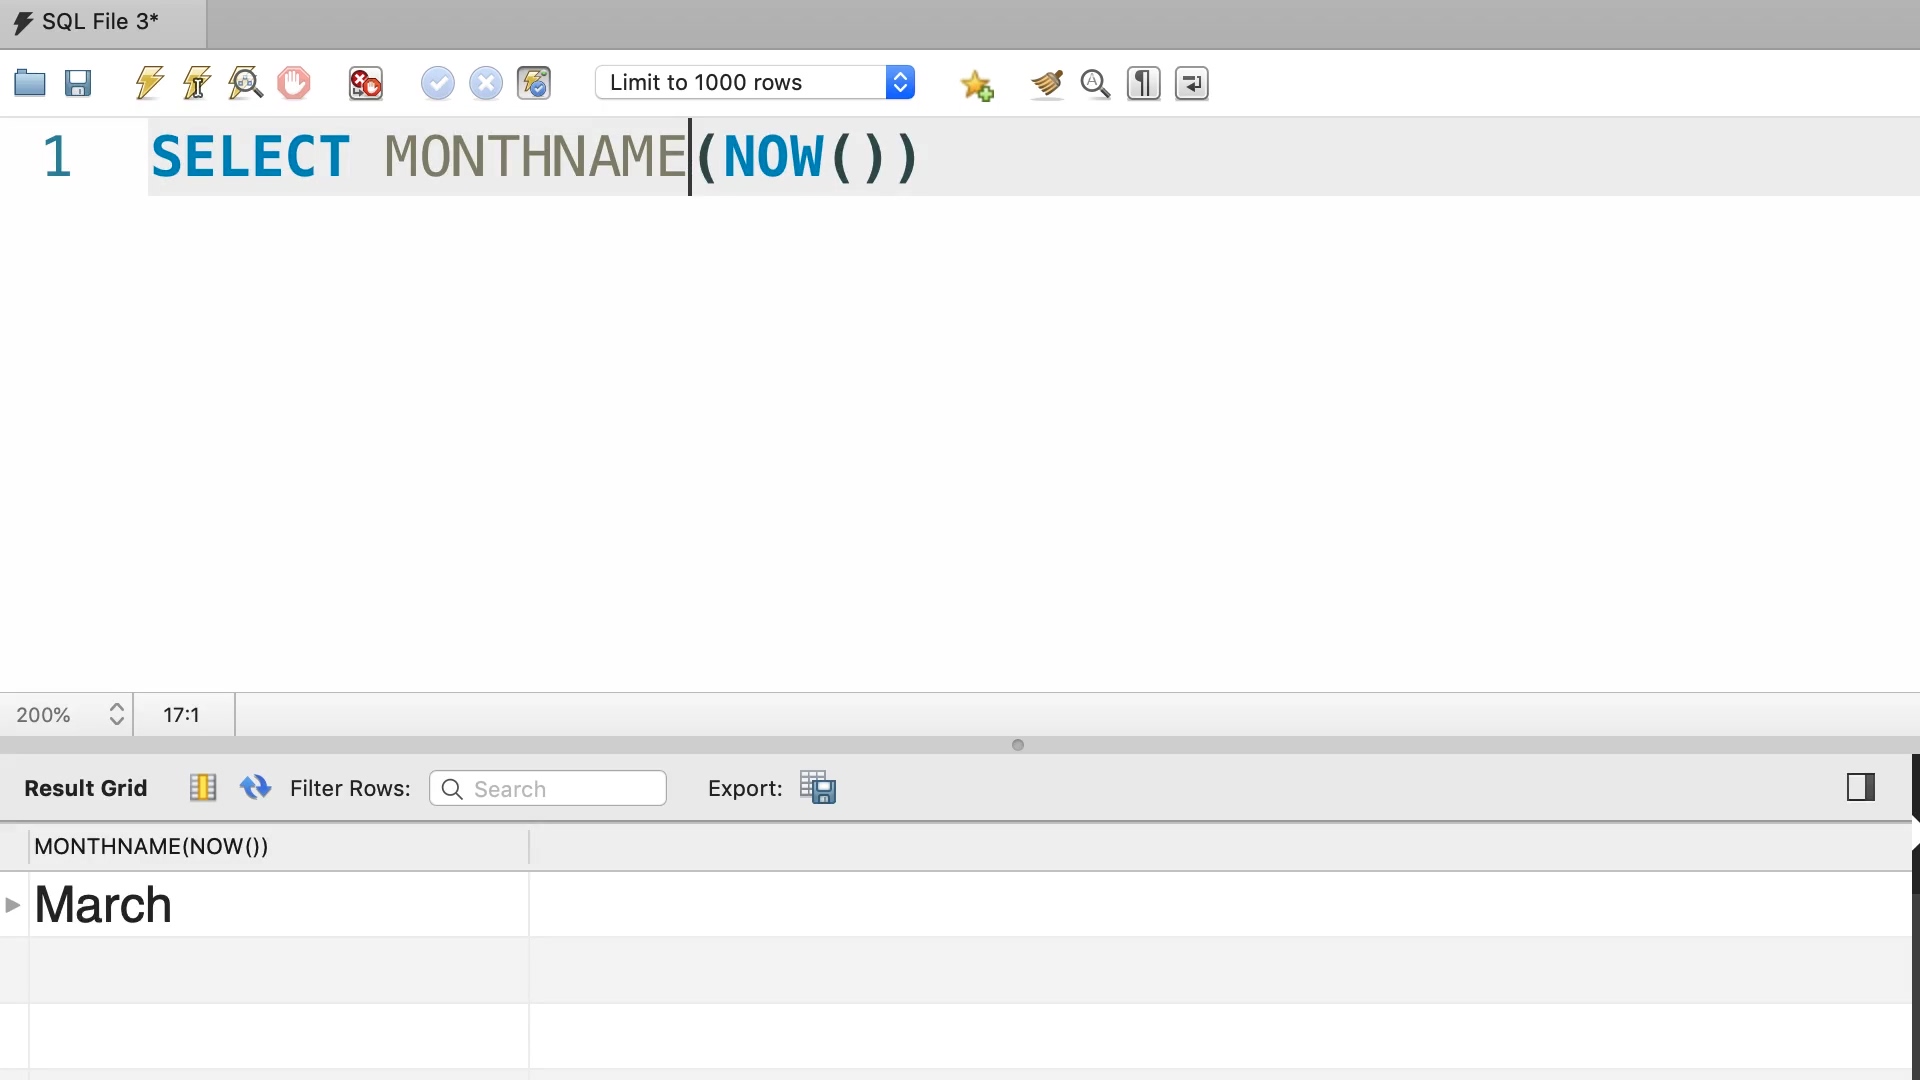 SQL File 3*
Limit to 1000 rows
1 SELECT MONTHNAME(NOW())
200% 17:1
Result Grid Filter Rows: Search Export:
MONTHNAME(NOW())
March